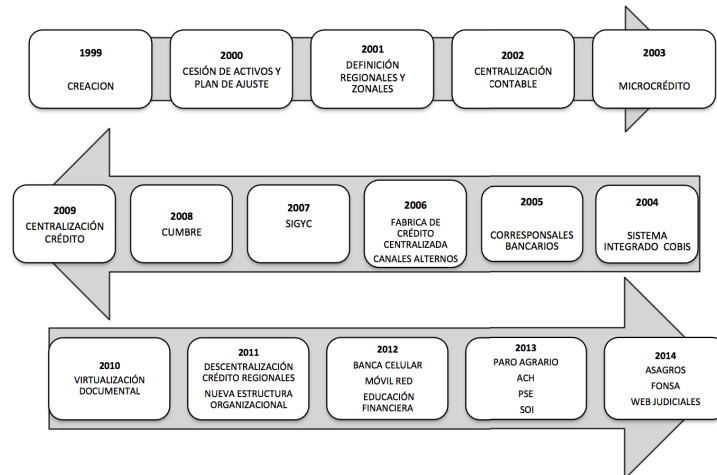 1999
CREACION
2000
CESIÓN DE ACTIVOS Y
PLAN DE AJUSTE
2001
DEFINICIÓN
REGIONALES Y
ZONALES
2002
CENTRALIZACIÓN
CONTABLE
2003
MICROCRÉDITO
2009
CENTRALIZACIÓN
CRÉDITO
2008
CUMBRE
2007
SIGYC
2006
FABRICA DE
CRÉDITO
CENTRALIZADA
CANALES ALTERNOS
2005
CORRESPONSALES
BANCARIOS
2004
SISTEMA
INTEGRADO COBIS
2010
VIRTUALIZACIÓN
DOCUMENTAL
2011
DESCENTRALIZACIÓN
CRÉDITO REGIONALES
NUEVA ESTRUCTURA
ORGANIZACIONAL
2012
BANCA CELULAR
MÓVIL RED
EDUCACIÓN
FINANCIERA
2013
PARO AGRARIO
ACH
PSE
SOI
2014
ASAGROS
FONSA
WEB JUDICIALES